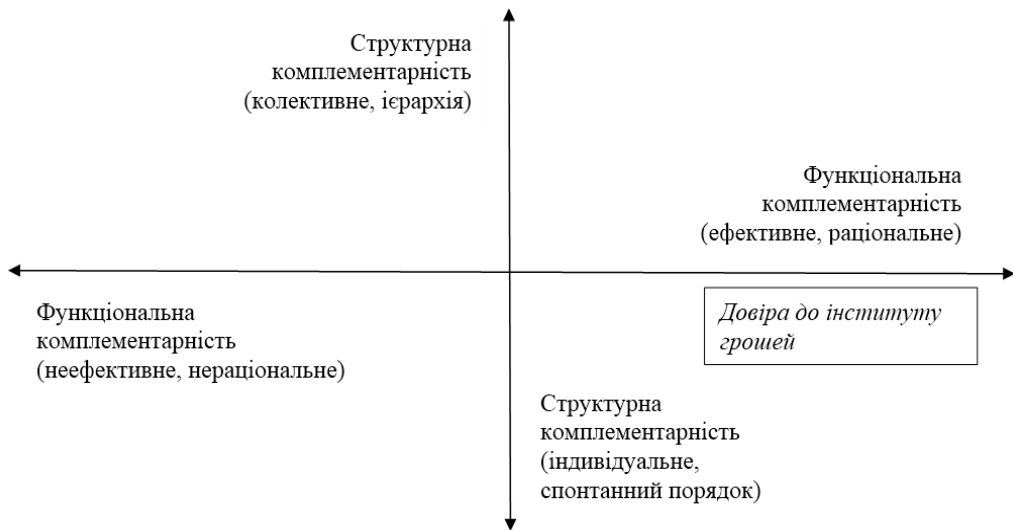 Структурна
комплементарність
(колективне, ієрархія)
Функціональна
комплементарність
(ефективне, раціональне)
Функціональна
комплементарність
(неефективне, нераціональне)
Довіра до інституту
грошей
Структурна
комплементарність
(індивідуальне,
спонтанний порядок)